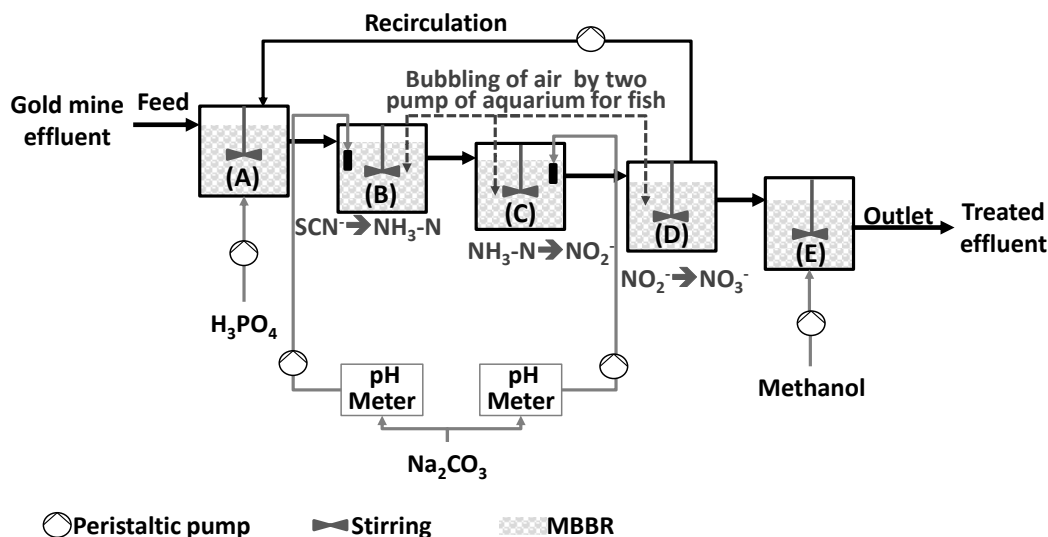 Recirculation
Bubbling of air by two
pump of aquarium for fish
Gold mine
effluent
Feed
(A)
(B)
(C)
(D)
(E)
SCN⁻➔NH₃-N
NH₃-N➔NO₂⁻
NO₂⁻➔NO₃⁻
Outlet
Treated
effluent
H₃PO₄
pH
Meter
pH
Meter
Methanol
Na₂CO₃
Peristaltic pump
Stirring
MBBR